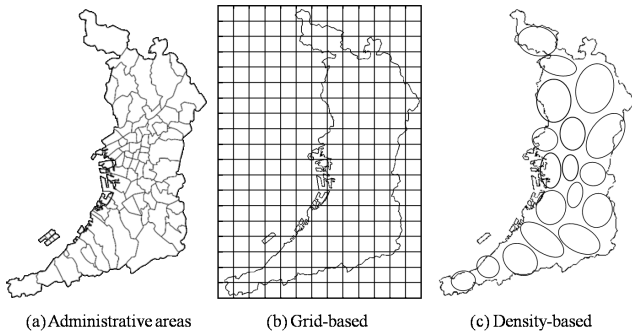 (a) Administrative areas
(b) Grid-based
(c) Density-based